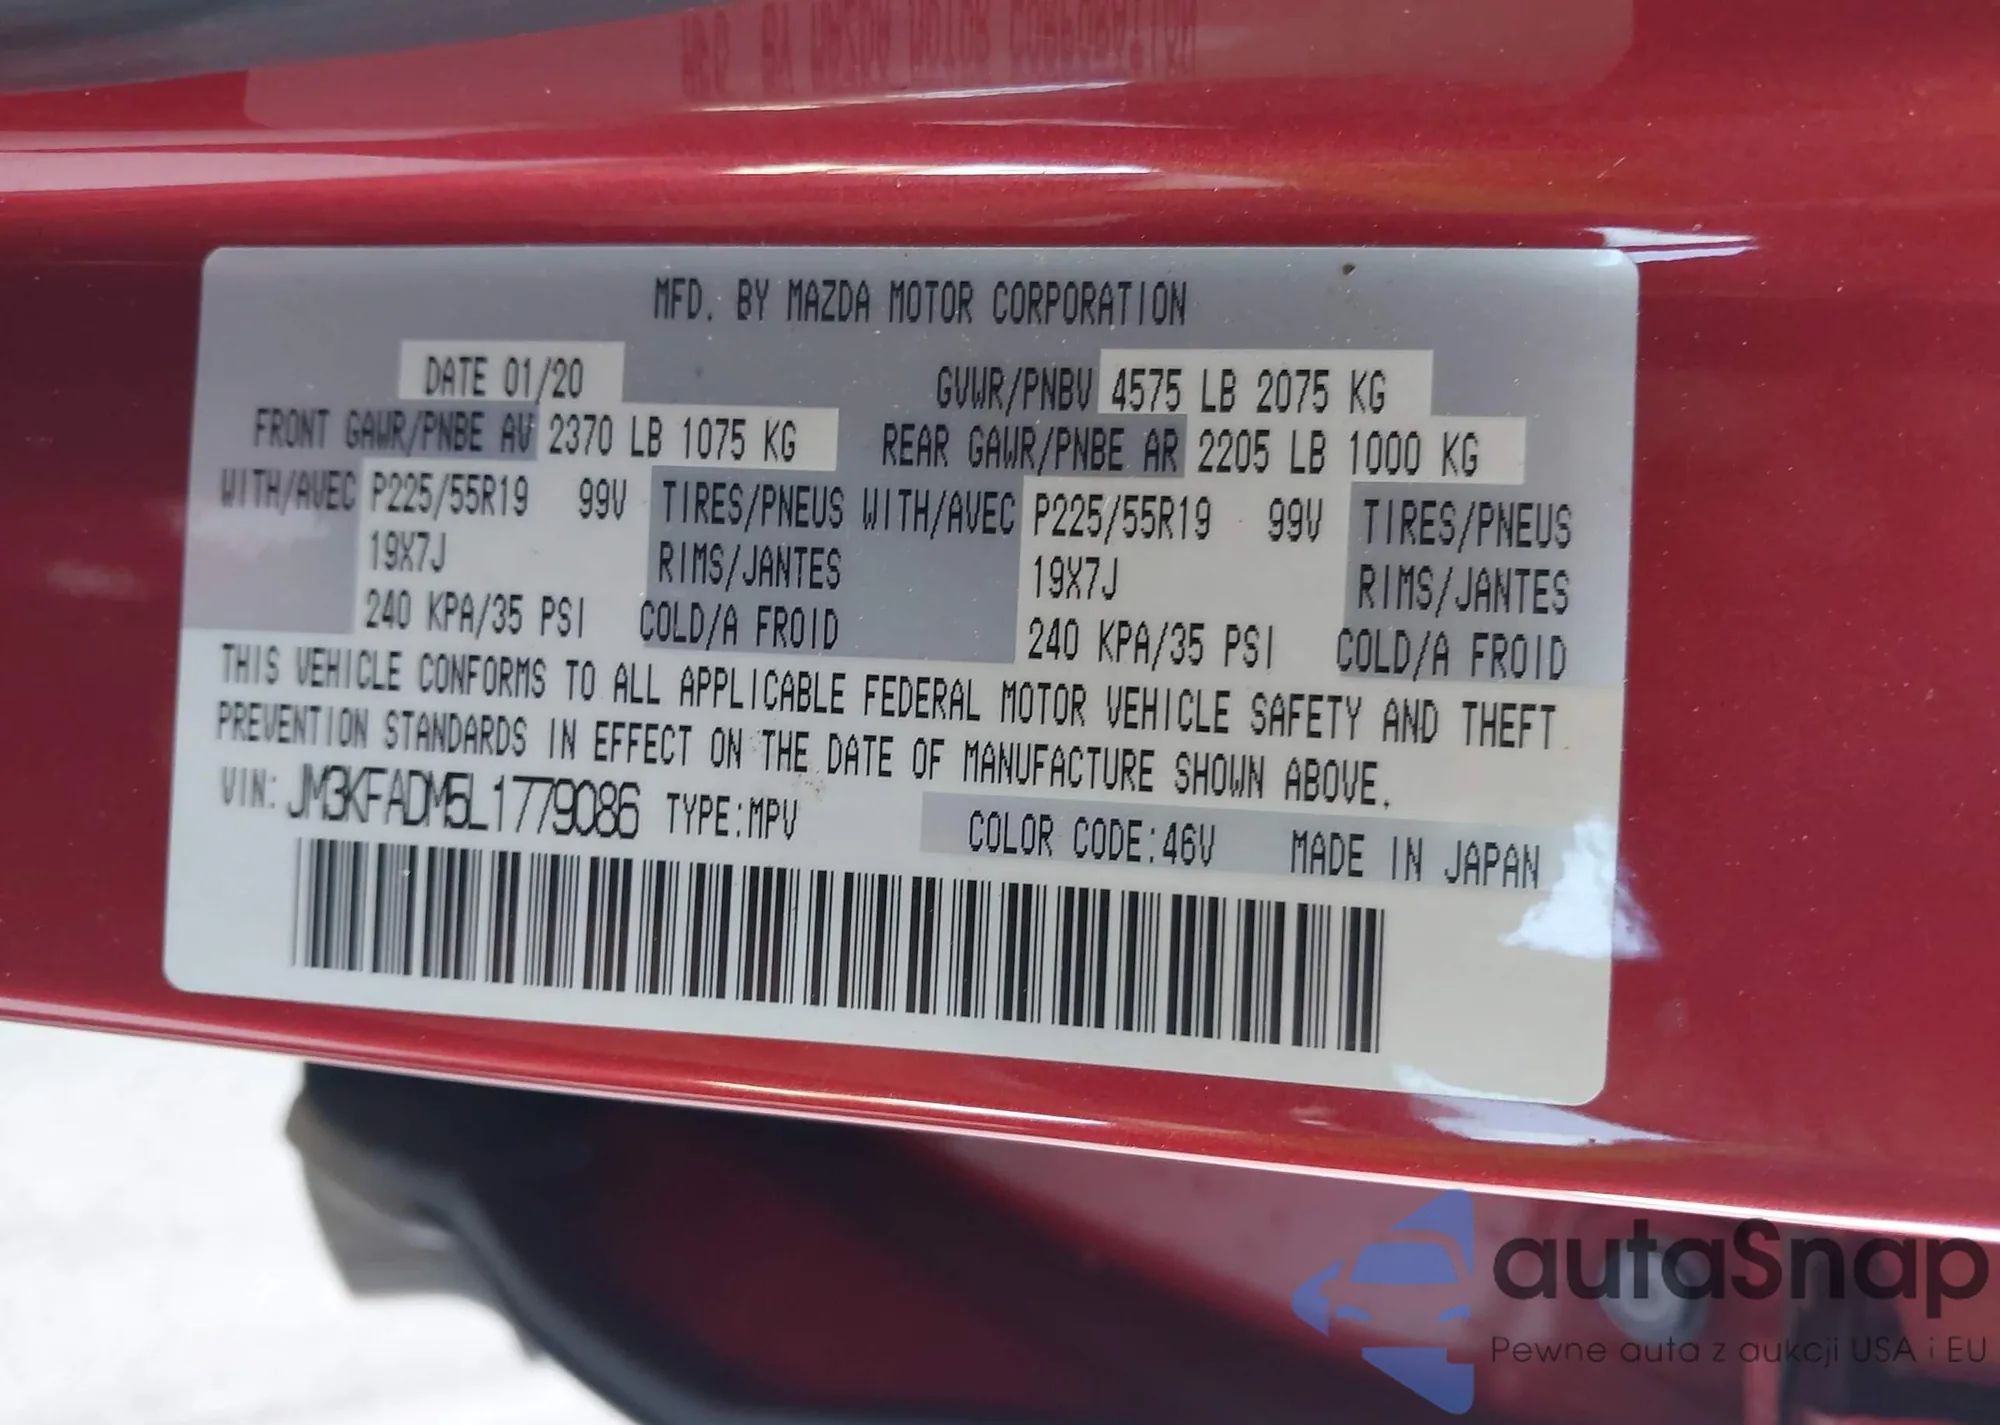 MFD. BY MAZDA MOTOR CORPORATION
DATE 01/20 GVWR/PNBV 4575 LB 2075 KG
FRONT GAWR/PNBE AV 2370 LB 1075 KG REAR GAWR/PNBE AR 2205 LB 1000 KG
WITH/AVEC P225/55R19 99V TIRES/PNEUS WITH/AVEC P225/55R19 99V TIRES/PNEUS
19X7J RIMS/JANTES 19X7J RIMS/JANTES
240 KPA/35 PSI COLD/A FROID 240 KPA/35 PSI COLD/A FROID
THIS VEHICLE CONFORMS TO ALL APPLICABLE FEDERAL MOTOR VEHICLE SAFETY AND THEFT
PREVENTION STANDARDS IN EFFECT ON THE DATE OF MANUFACTURE SHOWN ABOVE.
VIN: JM3KFADM5L1779086 TYPE:MPV COLOR CODE:46V MADE IN JAPAN
autaSnap
Pewne auta z aukcji USA i EU